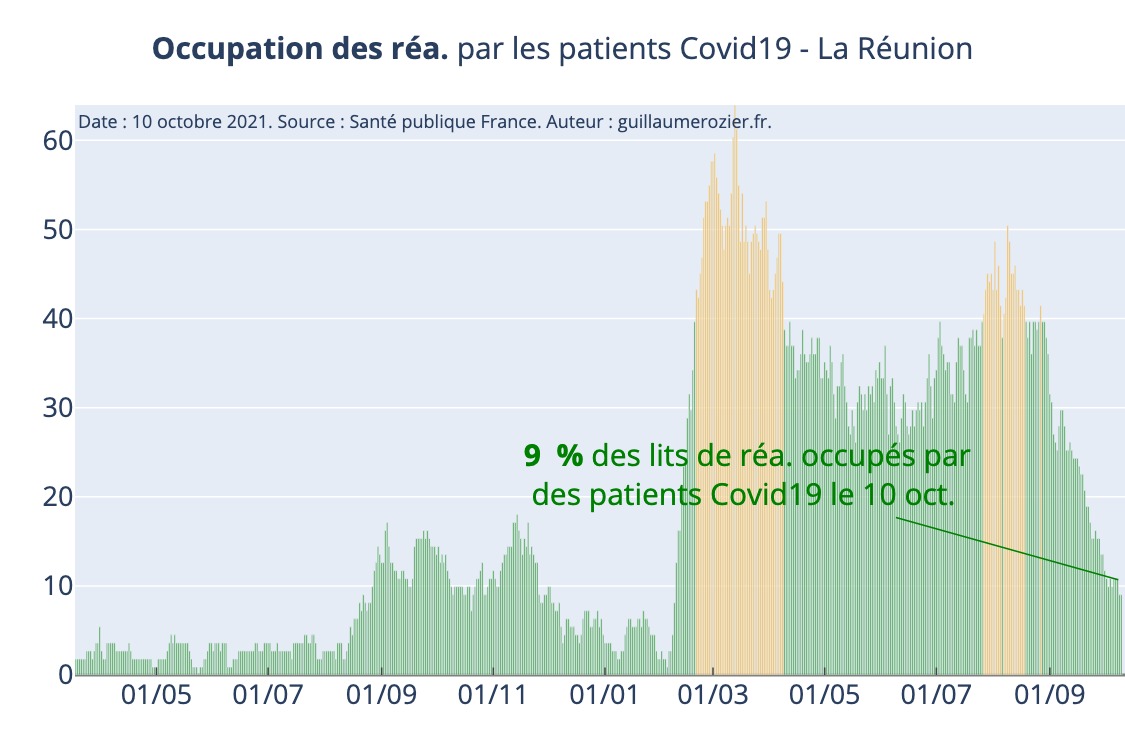 Occupation des réa. par les patients Covid19 - La Réunion
Date : 10 octobre 2021. Source : Santé publique France. Auteur : guillaumerozier.fr.
60
50
40
30
20
10
0
9 % des lits de réa. occupés par
des patients Covid19 le 10 oct.
01/05 01/07 01/09 01/11 01/01 01/03 01/05 01/07 01/09